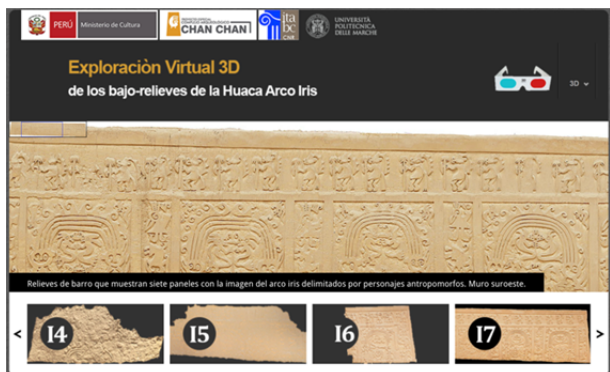 PERÚ Ministerio de Cultura
CHAN CHAN
itabc
CNR
UNIVERSITÀ
POLITECNICA
DELLE MARCHE
Exploraciòn Virtual 3D
de los bajo-relieves de la Huaca Arco Iris
3D
Relieves de barro que muestran siete paneles con la imagen del arco iris delimitados por personajes antropomorfos. Muro suroeste.
< I4 I5 I6 I7 >